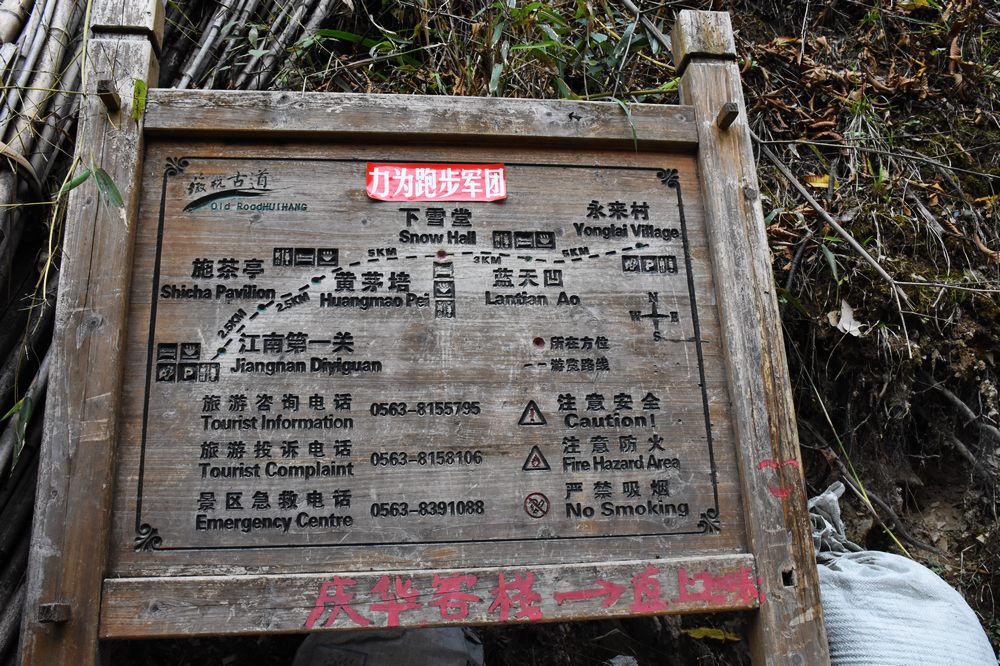 徽杭古道
Old RoadHUIHANG
力为跑步军团
下雪堂
Snow Hall
永来村
Yonglai Village
施茶亭
Shicha Pavilion
黄茅培
Huangmao Pei
蓝天凹
Lantian Ao
5KM
3KM
5KM
2.5KM
2.5KM
江南第一关
Jiangnan Diyiguan
P
P
N
W E
S
所在方位
游览路线
旅游咨询电话 0563-8155795
Tourist Information
旅游投诉电话 0563-8158106
Tourist Complaint
景区急救电话 0563-8391088
Emergency Centre
注意安全
Caution!
注意防火
Fire Hazard Area
严禁吸烟
No Smoking
庆华客栈→直上